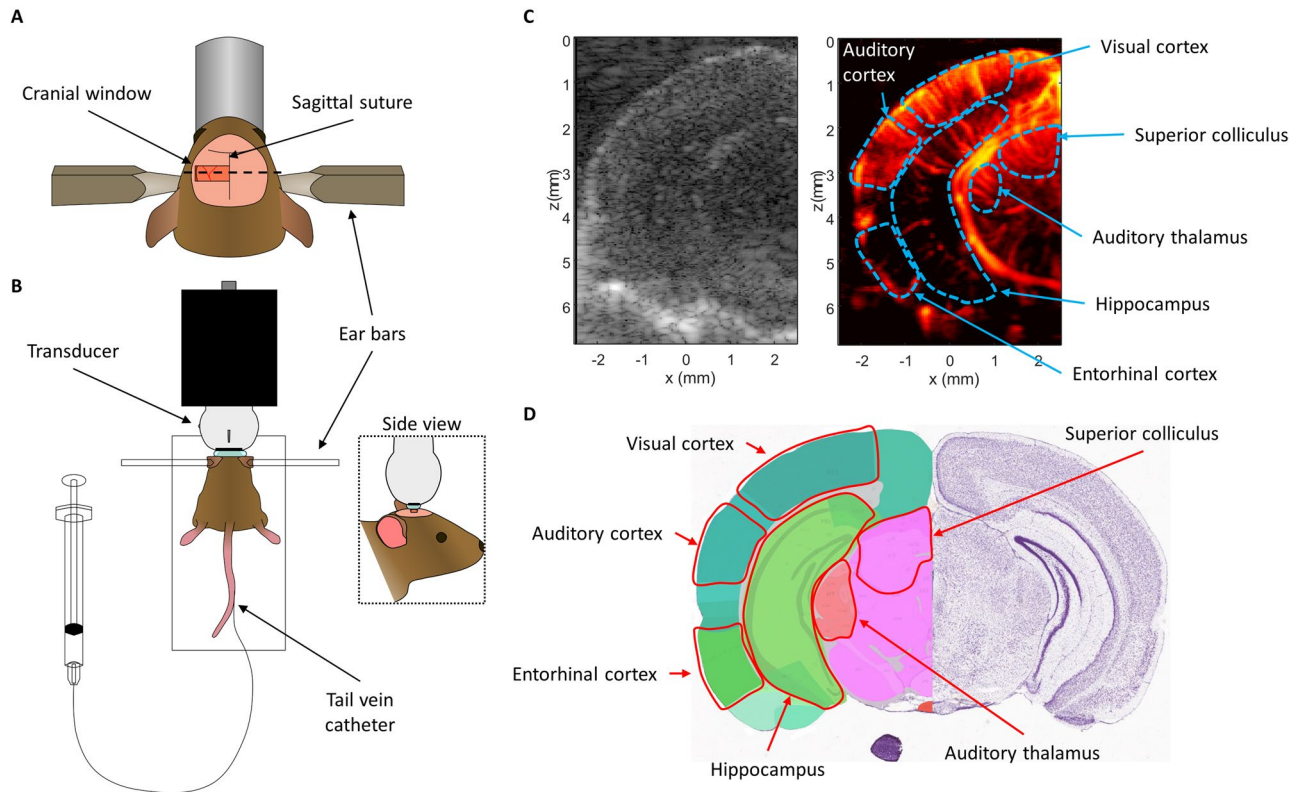 A
Cranial window
Sagittal suture
B
Transducer
Ear bars
Side view
Tail vein
catheter
C
0
1
2
3
4
5
6
z(mm)
-2
-1
0
1
2
x (mm)
0
1
2
3
4
5
6
z(mm)
-2
-1
0
1
2
x (mm)
Auditory
cortex
Visual cortex
Superior colliculus
Auditory thalamus
Hippocampus
Entorhinal cortex
D
Visual cortex
Superior colliculus
Auditory cortex
Entorhinal cortex
Hippocampus
Auditory thalamus